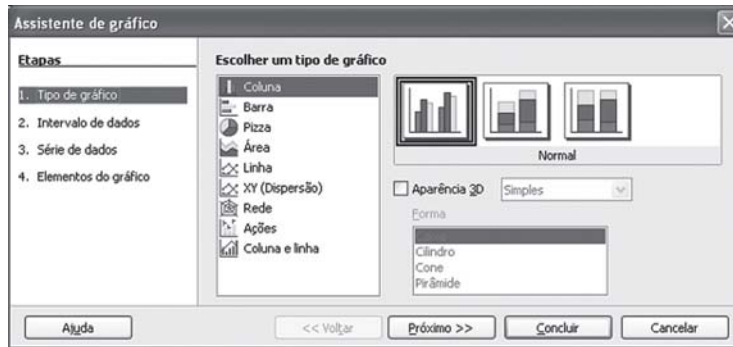 Assistente de gráfico
Etapas
1. Tipo de gráfico
2. Intervalo de dados
3. Série de dados
4. Elementos do gráfico
Escolher um tipo de gráfico
Coluna
Barra
Pizza
Área
Linha
XY (Dispersão)
Rede
Ações
Coluna e linha
Normal
Aparência 3D
Simples
Forma
Cilindro
Cone
Pirâmide
Ajuda
<< Voltar
Próximo >>
Concluir
Cancelar